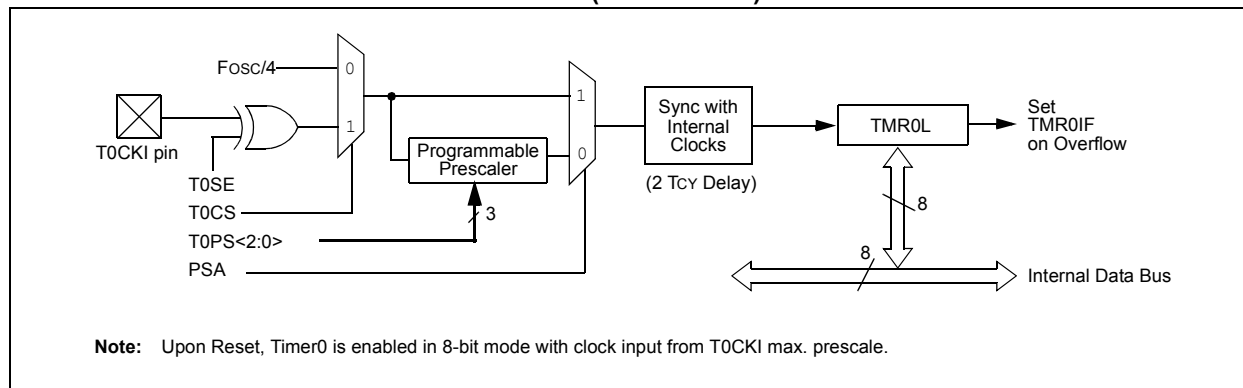 FOSC/4
0
1
T0CKI pin
T0SE
T0CS
T0PS<2:0>
PSA
Programmable
Prescaler
3
1
0
Sync with
Internal
Clocks
(2 TCY Delay)
TMR0L
Set
TMR0IF
on Overflow
8
8
Internal Data Bus
Note: Upon Reset, Timer0 is enabled in 8-bit mode with clock input from T0CKI max. prescale.